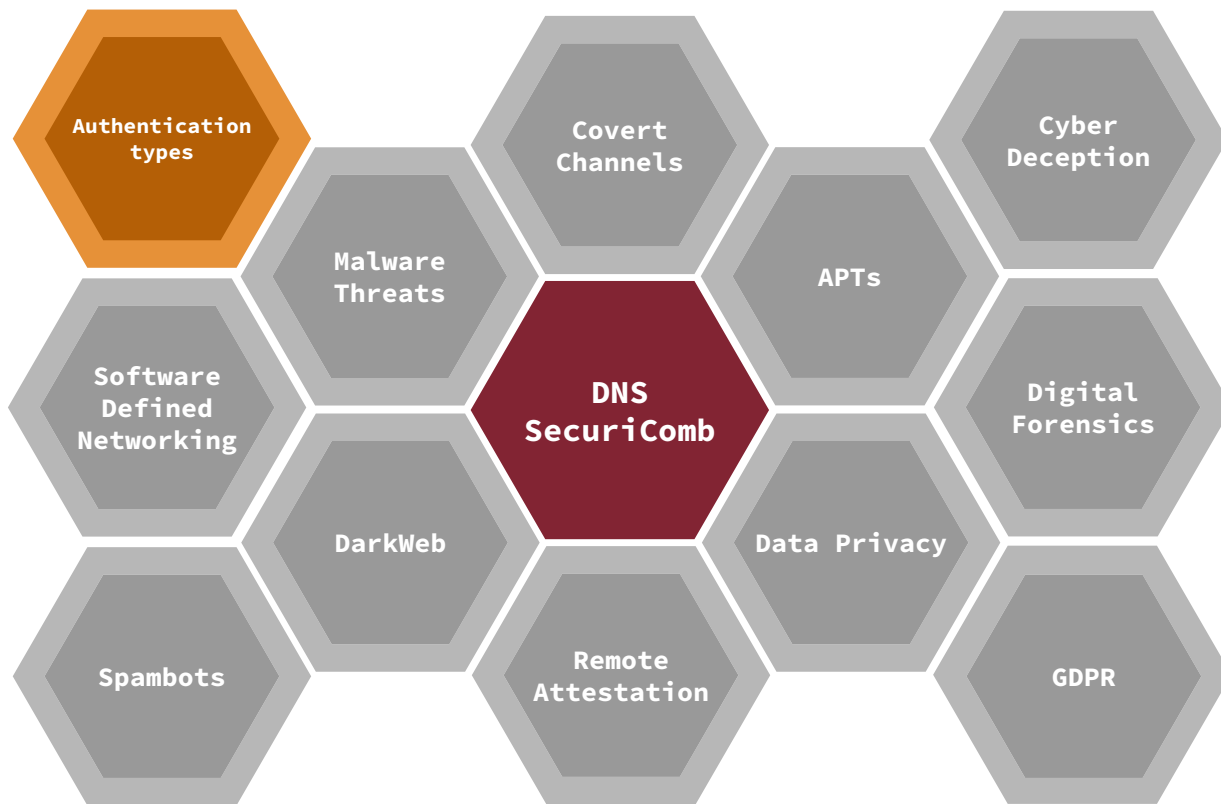 Authentication
types
Covert
Channels
Cyber
Deception
Malware
Threats
APTs
Software
Defined
Networking
DNS
SecuriComb
Digital
Forensics
DarkWeb
Data Privacy
Spambots
Remote
Attestation
GDPR